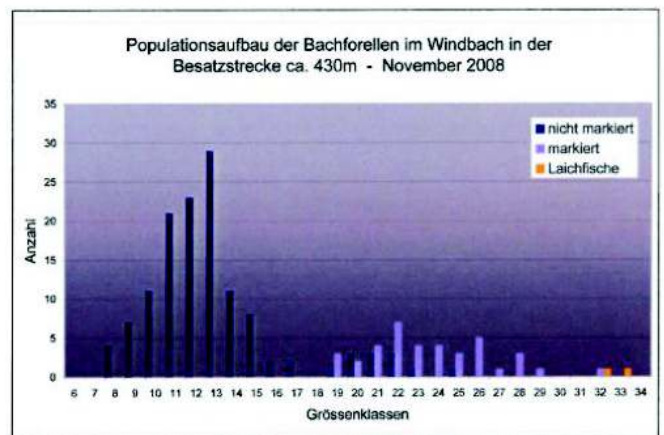 Populationsaufbau der Bachforellen im Windbach in der
Besatzstrecke ca. 430m - November 2008
35
30
25
20
15
10
5
0
Anzahl
nicht markiert
markiert
Laichfische
6 7 8 9 10 11 12 13 14 15 16 17 18 19 20 21 22 23 24 25 26 27 28 29 30 31 32 33 34
Grössenklassen